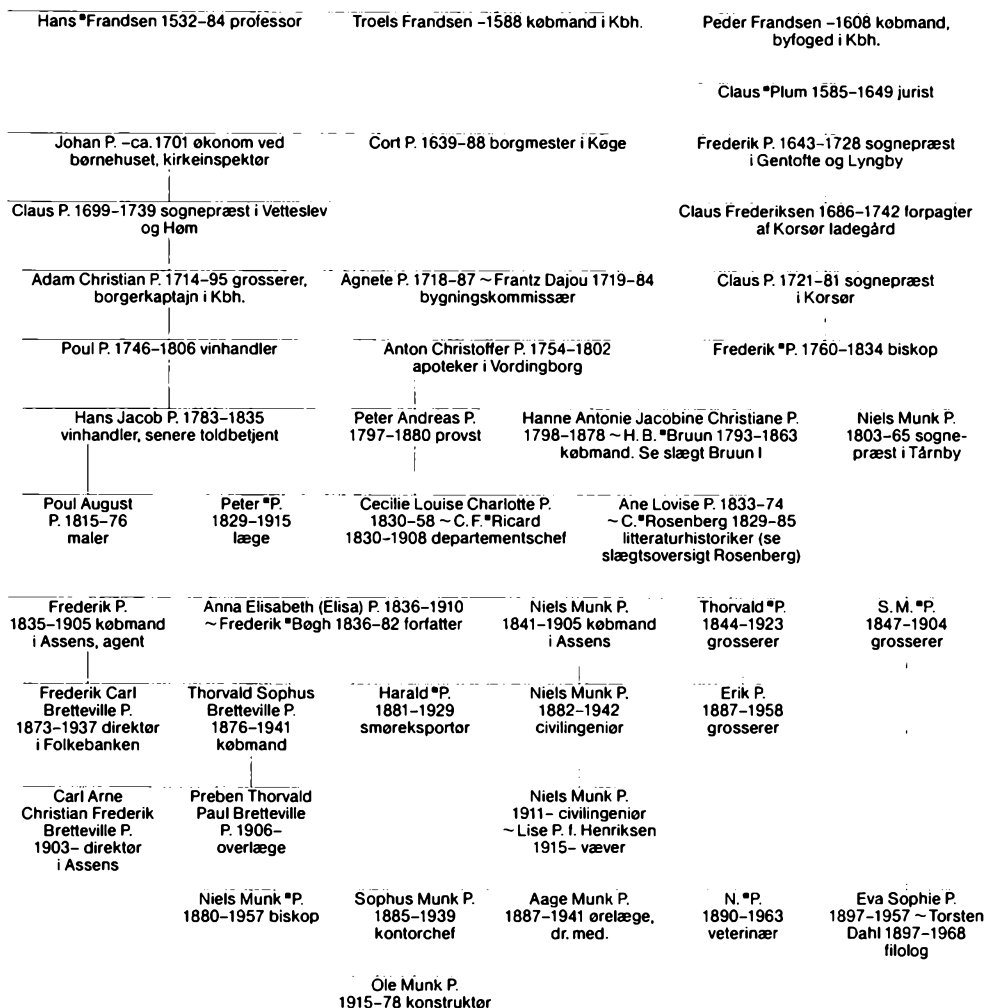 Hans *Frandsen 1532–84 professor
Troels Frandsen –1588 købmand i Kbh.
Peder Frandsen –1608 købmand,
byfoged i Kbh.
Claus *Plum 1585–1649 jurist
Johan P. –ca. 1701 økonom ved
børnehuset, kirkeinspektør
Cort P. 1639–88 borgmester i Køge
Frederik P. 1643–1728 sognepræst
i Gentofte og Lyngby
Claus P. 1699–1739 sognepræst i Vetteslev
og Høm
Claus Frederiksen 1686–1742 forpagter
af Korsør ladegård
Adam Christian P. 1714–95 grosserer,
borgerkaptajn i Kbh.
Agnete P. 1718–87 ~ Frantz Dajou 1719–84
bygningskommissær
Claus P. 1721–81 sognepræst
i Korsør
Poul P. 1746–1806 vinhandler
Anton Christoffer P. 1754–1802
apoteker i Vordingborg
Frederik *P. 1760–1834 biskop
Hans Jacob P. 1783–1835
vinhandler, senere toldbetjent
Peter Andreas P.
1797–1880 provst
Hanne Antonie Jacobine Christiane P.
1798–1878 ~ H. B. *Bruun 1793–1863
købmand. Se slægt Bruun I
Niels Munk P.
1803–65 sogne-
præst i Tårnby
Poul August
P. 1815–76
maler
Peter *P.
1829–1915
læge
Cecilie Louise Charlotte P.
1830–58 ~ C. F. *Ricard
1830–1908 departementschef
Ane Lovise P. 1833–74
~ C. *Rosenberg 1829–85
litteraturhistoriker (se
slægtsoversigt Rosenberg)
Frederik P.
1835–1905 købmand
i Assens, agent
Anna Elisabeth (Elisa) P. 1836–1910
~ Frederik *Bøgh 1836–82 forfatter
Niels Munk P.
1841–1905 købmand
i Assens
Thorvald *P.
1844–1923
grosserer
S. M. *P.
1847–1904
grosserer
Frederik Carl
Bretteville P.
1873–1937 direktør
i Folkebanken
Thorvald Sophus
Bretteville P.
1876–1941
købmand
Harald *P.
1881–1929
smøreksportør
Niels Munk P.
1882–1942
civilingeniør
Erik P.
1887–1958
grosserer
Carl Arne
Christian Frederik
Bretteville P.
1903– direktør
i Assens
Preben Thorvald
Paul Bretteville
P. 1906–
overlæge
Niels Munk P.
1911– civilingeniør
~ Lise P. f. Henriksen
1915– væver
Niels Munk *P.
1880–1957 biskop
Sophus Munk P.
1885–1939
kontorchef
Aage Munk P.
1887–1941 ørelæge,
dr. med.
N. *P.
1890–1963
veterinær
Eva Sophie P.
1897–1957 ~ Torsten
Dahl 1897–1968
filolog
Ole Munk P.
1915–78 konstruktør